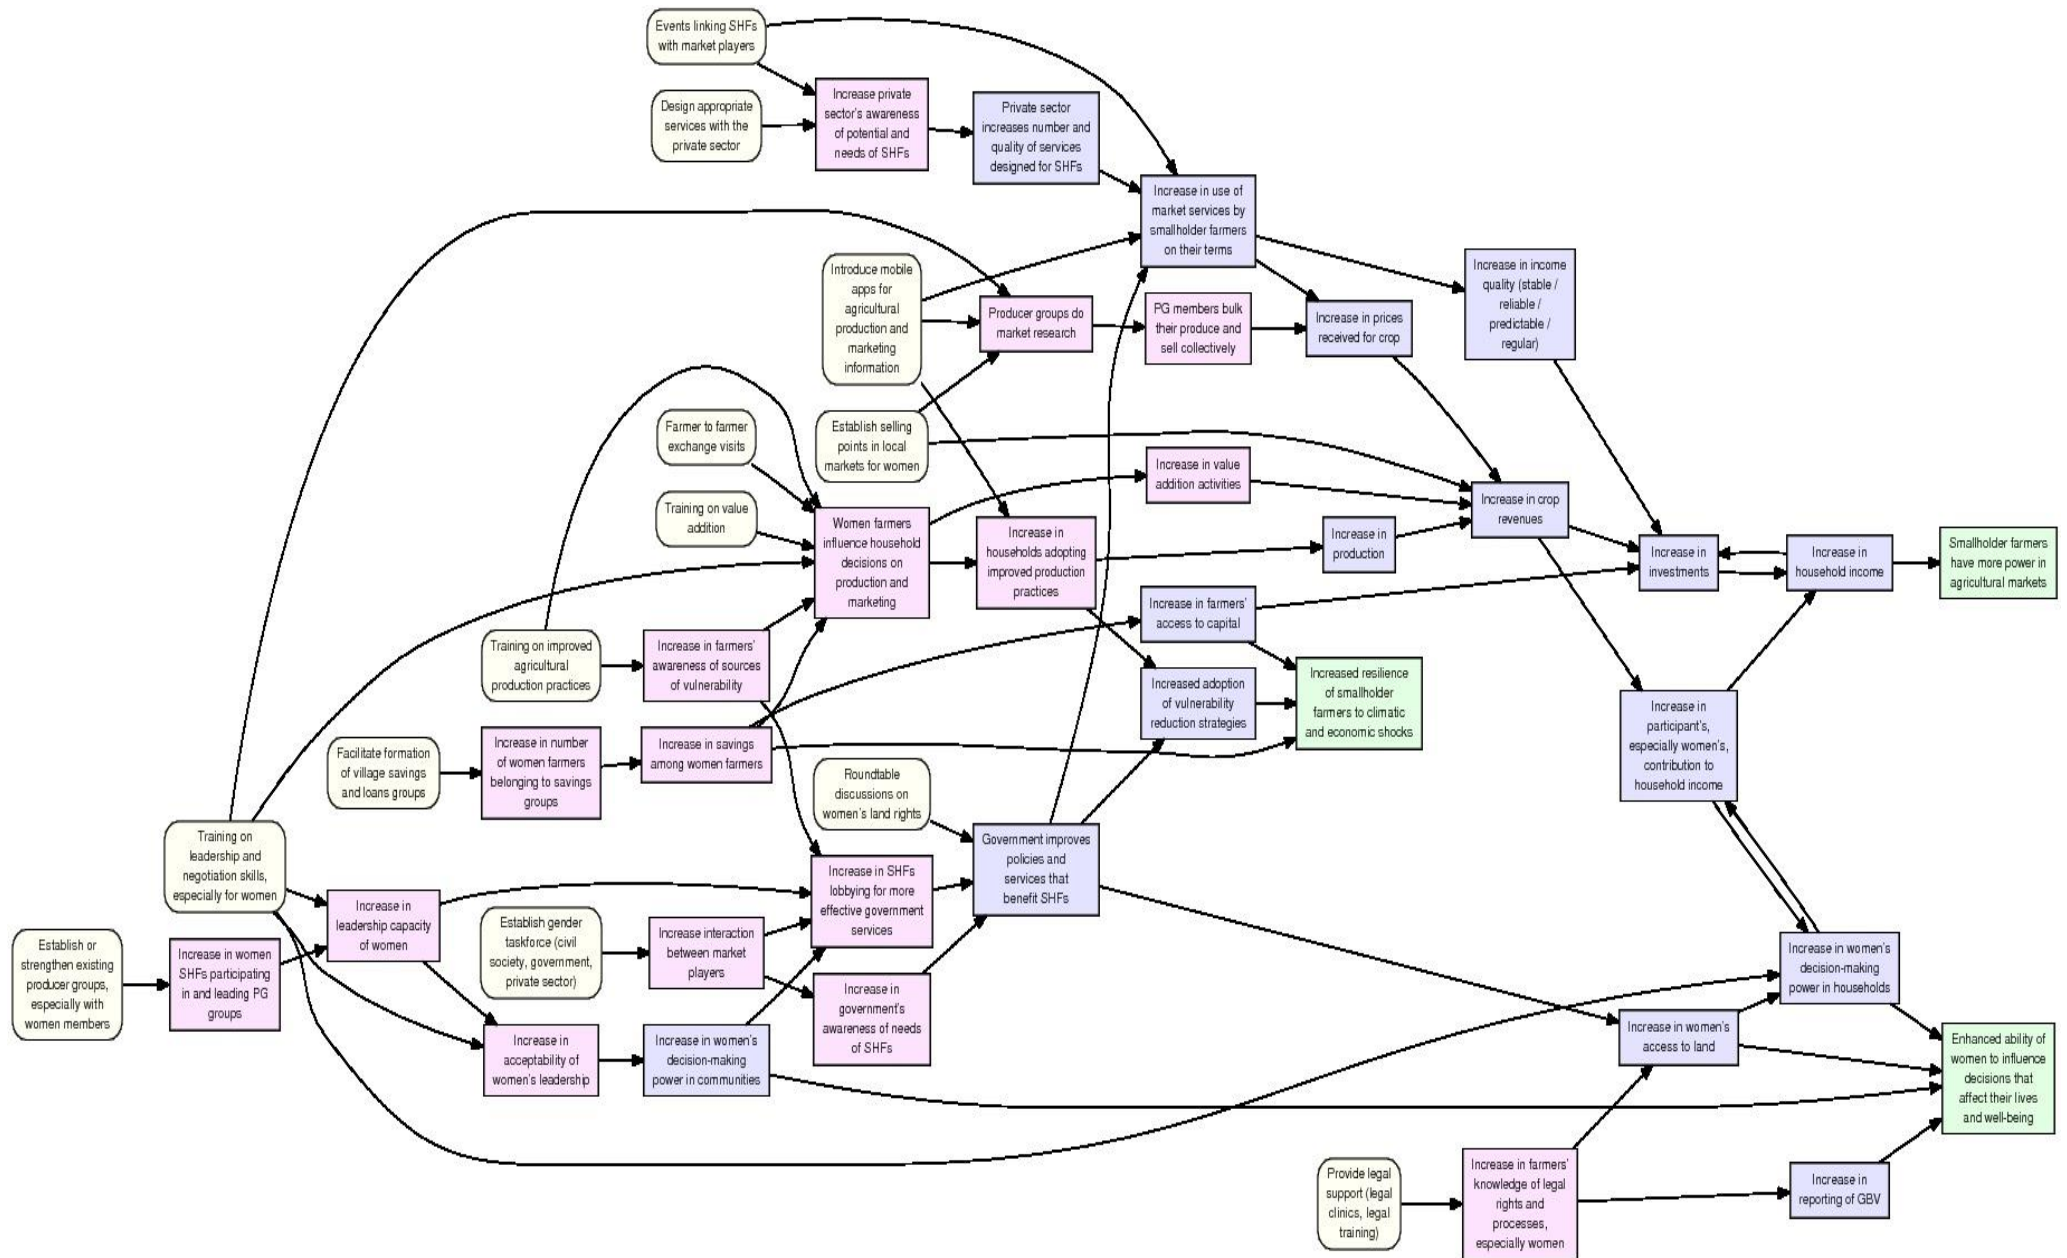 Events linking SHFs
with market players
Design appropriate
services with the
private sector
Increase private
sector's awareness
of potential and
needs of SHFs
Private sector
increases number and
quality of services
designed for SHFs
Increase in use of
market services by
smallholder farmers
on their terms
Introduce mobile
apps for
agricultural
production and
marketing
information
Producer groups do
market research
PG members bulk
their produce and
sell collectively
Increase in prices
received for crop
Increase in income
quality (stable /
reliable /
predictable /
regular)
Farmer to farmer
exchange visits
Establish selling
points in local
markets for women
Increase in value
addition activities
Training on value
addition
Women farmers
influence household
decisions on
production and
marketing
Increase in
households adopting
improved production
practices
Increase in
production
Increase in crop
revenues
Increase in
investments
Increase in
household income
Smallholder farmers
have more power in
agricultural markets
Training on improved
agricultural
production practices
Increase in farmers'
awareness of sources
of vulnerability
Increase in farmers'
access to capital
Increased adoption
of vulnerability
reduction strategies
Increased resilience
of smallholder
farmers to climatic
and economic shocks
Increase in
participant's,
especially women's,
contribution to
household income
Facilitate formation
of village savings
and loans groups
Increase in number
of women farmers
belonging to savings
groups
Increase in savings
among women farmers
Roundtable
discussions on
women's land rights
Government improves
policies and
services that
benefit SHFs
Training on
leadership and
negotiation skills,
especially for women
Increase in
leadership capacity
of women
Increase in SHFs
lobbying for more
effective government
services
Establish gender
taskforce (civil
society, government,
private sector)
Increase interaction
between market
players
Establish or
strengthen existing
producer groups,
especially with
women members
Increase in women
SHFs participating
in and leading PG
groups
Increase in
government's
awareness of needs
of SHFs
Increase in
acceptability of
women's leadership
Increase in women's
decision-making
power in communities
Increase in women's
decision-making
power in households
Increase in women's
access to land
Enhanced ability of
women to influence
decisions that
affect their lives
and well-being
Provide legal
support (legal
clinics, legal
training)
Increase in farmers'
knowledge of legal
rights and
processes,
especially women
Increase in
reporting of GBV